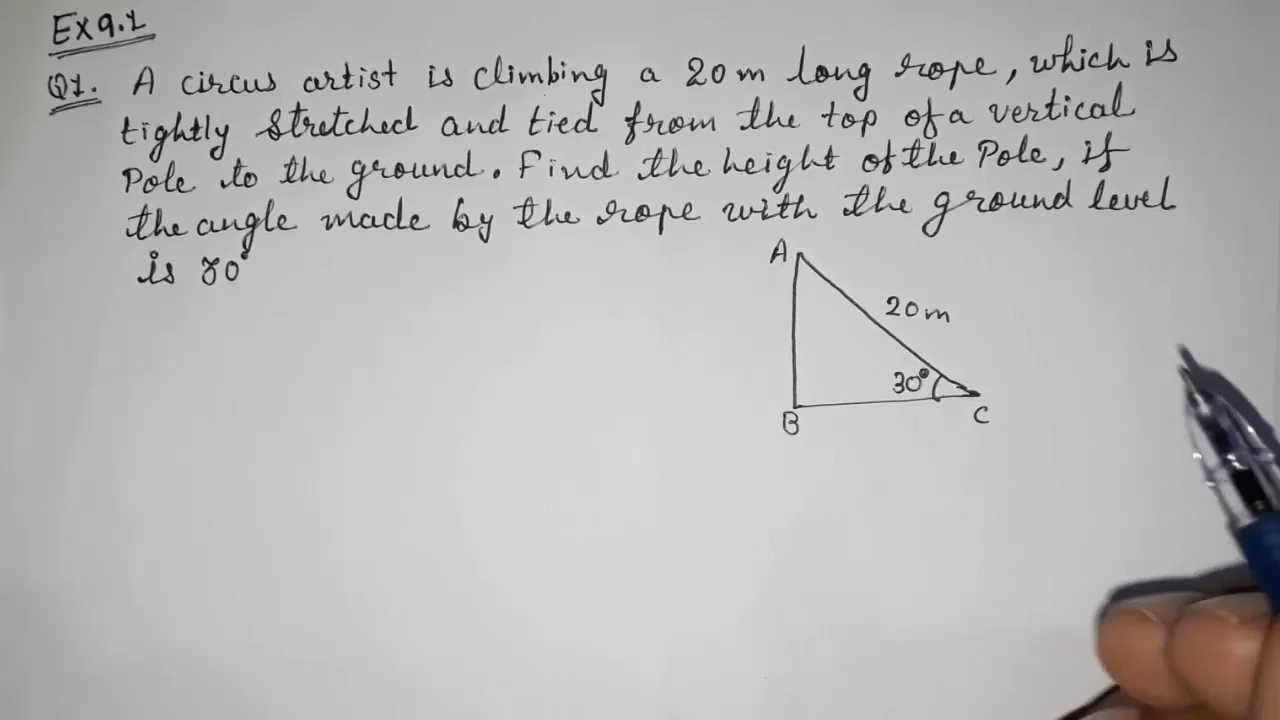 Ex 9.1
Q1. A circus artist is climbing a 20m long rope, which is
tightly stretched and tied from the top of a vertical
Pole to the ground. Find the height of the Pole, if
the angle made by the rope with the ground level
is 30°
A
20m
30°
B
C